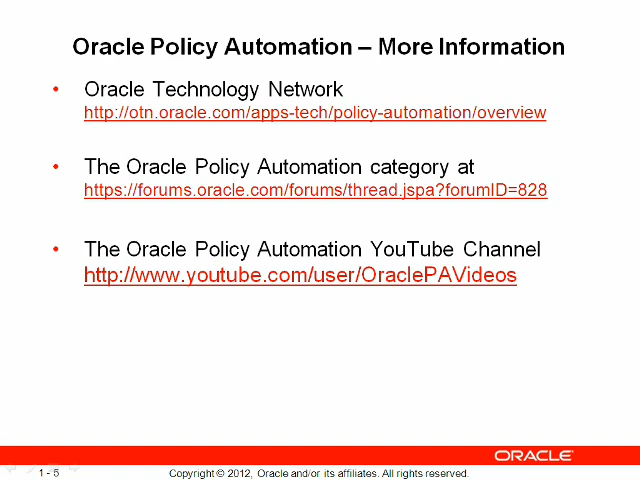 Oracle Policy Automation – More Information
• Oracle Technology Network
http://otn.oracle.com/apps-tech/policy-automation/overview
• The Oracle Policy Automation category at
https://forums.oracle.com/forums/thread.jspa?forumID=828
• The Oracle Policy Automation YouTube Channel
http://www.youtube.com/user/OraclePAVideos
ORACLE
1 - 5
Copyright © 2012, Oracle and/or its affiliates. All rights reserved.